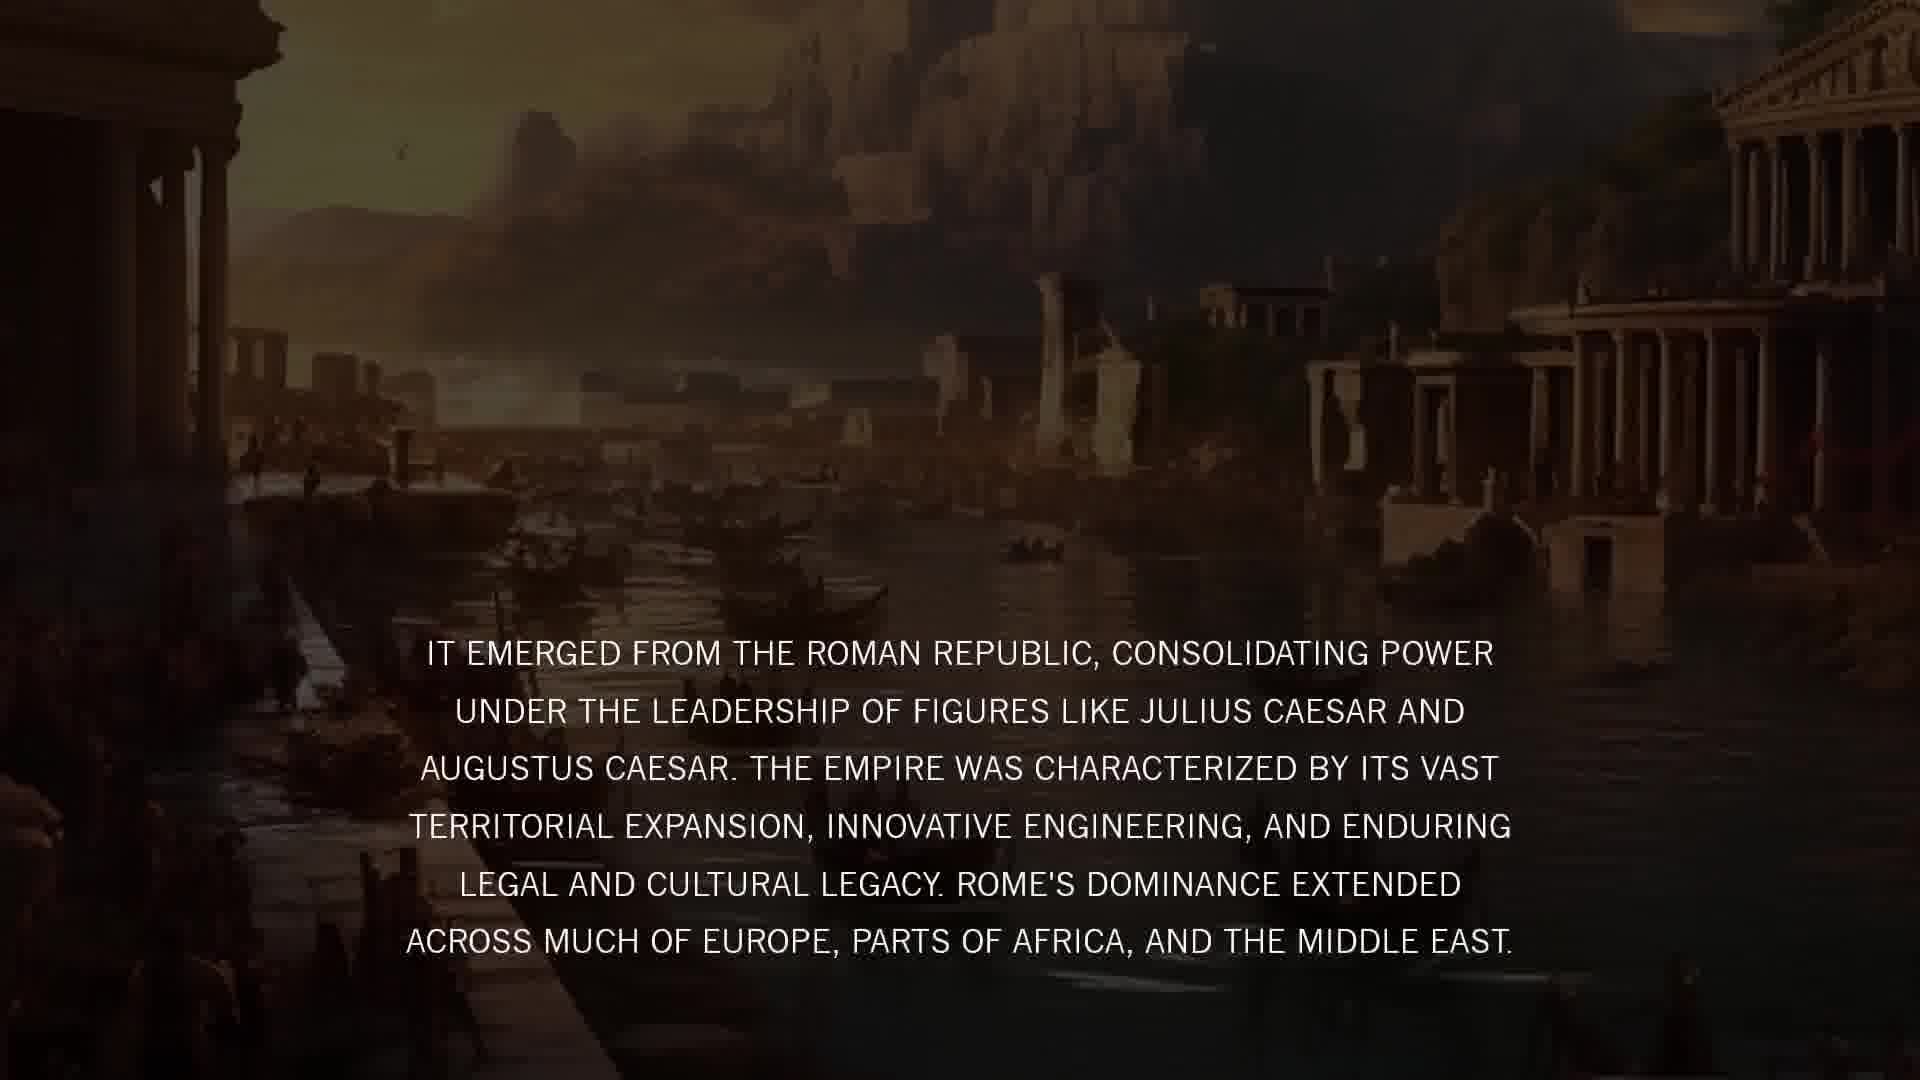 IT EMERGED FROM THE ROMAN REPUBLIC, CONSOLIDATING POWER
UNDER THE LEADERSHIP OF FIGURES LIKE JULIUS CAESAR AND
AUGUSTUS CAESAR. THE EMPIRE WAS CHARACTERIZED BY ITS VAST
TERRITORIAL EXPANSION, INNOVATIVE ENGINEERING, AND ENDURING
LEGAL AND CULTURAL LEGACY. ROME'S DOMINANCE EXTENDED
ACROSS MUCH OF EUROPE, PARTS OF AFRICA, AND THE MIDDLE EAST.